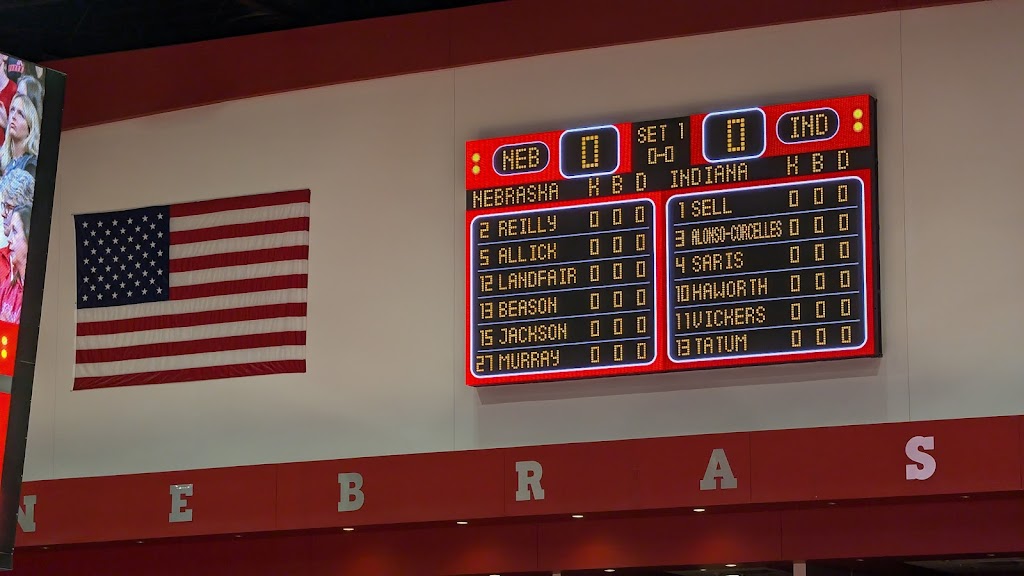 NEB 0 SET 1 0 IND
0-0
NEBRASKA K B D INDIANA K B D
2 REILLY 0 0 0 1 SELL 0 0 0
5 ALLICK 0 0 0 3 ALONSO-CORCELLES 0 0 0
12 LANDFAIR 0 0 0 4 SARIS 0 0 0
13 BEASON 0 0 0 10 HAWORTH 0 0 0
15 JACKSON 0 0 0 11 VICKERS 0 0 0
27 MURRAY 0 0 0 13 TATUM 0 0 0
NEBRAS